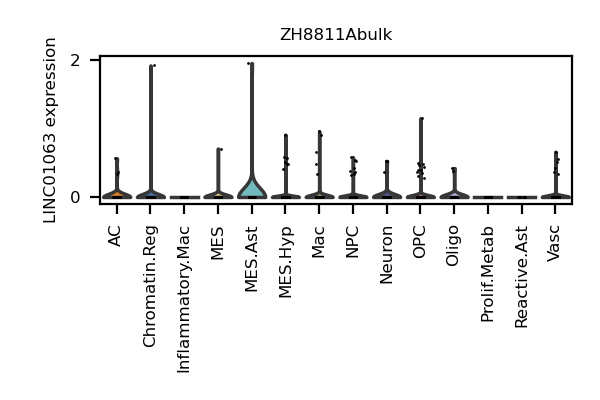 ZH8811Abulk
LINC01063 expression
2
0
AC
Chromatin.Reg
Inflammatory.Mac
MES
MES.Ast
MES.Hyp
Mac
NPC
Neuron
OPC
Oligo
Prolif.Metab
Reactive.Ast
Vasc